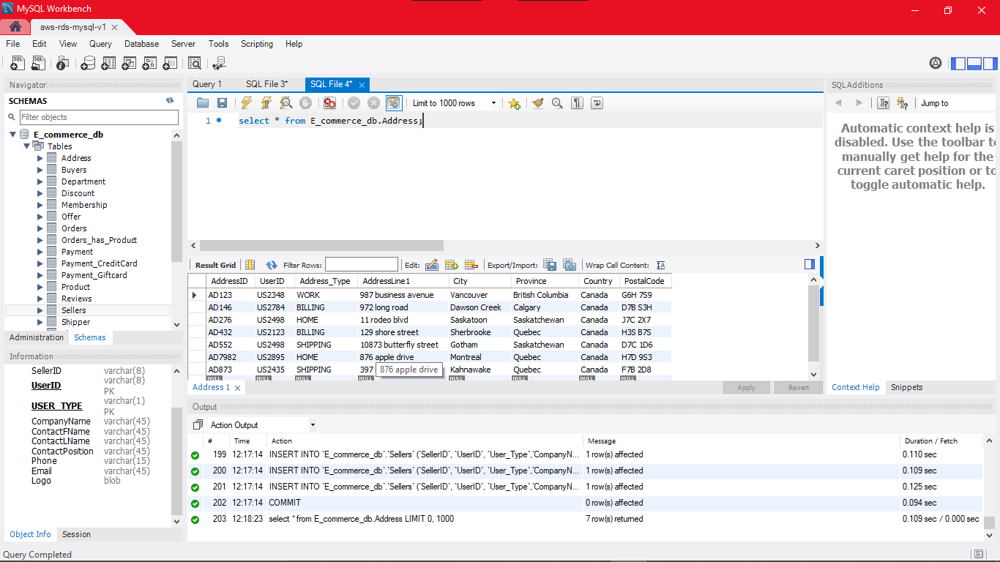 MySQL Workbench
aws-rds-mysql-v1
File Edit View Query Database Server Tools Scripting Help
Navigator
SCHEMAS
Filter objects
E_commerce_db
Tables
Address
Buyers
Department
Discount
Membership
Offer
Orders
Orders_has_Product
Payment
Payment_CreditCard
Payment_Giftcard
Product
Reviews
Sellers
Shipper
Administration Schemas
Information
SellerID varchar(8)
UserID varchar(8)
PK
USER_TYPE varchar(1)
PK
CompanyName varchar(45)
ContactFName varchar(45)
ContactLName varchar(45)
ContactPosition varchar(45)
Phone varchar(15)
Email varchar(45)
Logo blob
Object Info Session
Query 1 SQL File 3* SQL File 4*
Limit to 1000 rows
1 select * from E_commerce_db.Address;
Result Grid Filter Rows: Edit: Export/Import: Wrap Cell Content:
AddressID UserID Address_Type AddressLine1 City Province Country PostalCode
AD123 US2348 WORK 987 business avenue Vancouver British Columbia Canada G6H 7S9
AD146 US2784 BILLING 972 long road Dawson Creek Calgary Canada D7B S3H
AD276 US2498 HOME 11 rodeo blvd Saskatoon Saskatchewan Canada J7C 2X7
AD432 US2123 BILLING 129 shore street Sherbrooke Quebec Canada H3S B7S
AD552 US2498 SHIPPING 10873 butterfly street Gotham Saskatchewan Canada D7C 1D6
AD7982 US2895 HOME 876 apple drive Montreal Quebec Canada H7D 9S3
AD873 US2435 SHIPPING 397 Kahnawake Quebec Canada F7B 2D8
876 apple drive
NULL NULL NULL NULL NULL NULL NULL NULL
Address 1
Apply Revert
SQLAdditions
Jump to
Automatic context help is
disabled. Use the toolbar to
manually get help for the
current caret position or to
toggle automatic help.
Context Help Snippets
Output
Action Output
# Time Action Message Duration / Fetch
199 12:17:14 INSERT INTO `E_commerce_db`.`Sellers` (`SellerID`, `UserID`, `User_Type`,`CompanyN... 1 row(s) affected 0.110 sec
200 12:17:14 INSERT INTO `E_commerce_db`.`Sellers` (`SellerID`, `UserID`, `User_Type`,`CompanyN... 1 row(s) affected 0.109 sec
201 12:17:14 INSERT INTO `E_commerce_db`.`Sellers` (`SellerID`, `UserID`, `User_Type`,`CompanyN... 1 row(s) affected 0.125 sec
202 12:17:14 COMMIT 0 row(s) affected 0.094 sec
203 12:18:23 select * from E_commerce_db.Address LIMIT 0, 1000 7 row(s) returned 0.109 sec / 0.000 sec
Query Completed